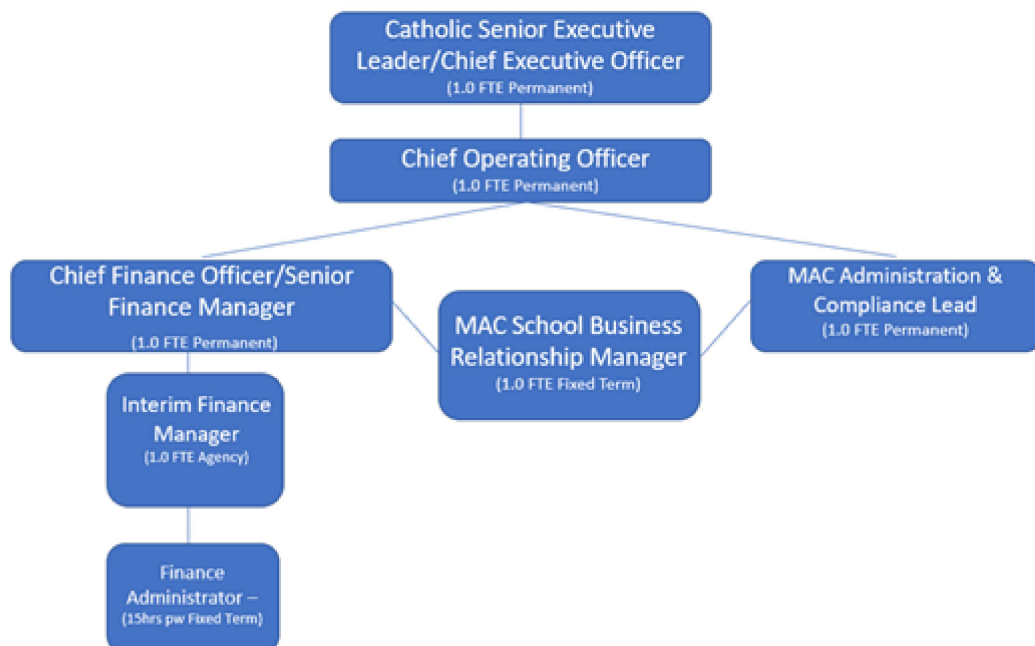 Catholic Senior Executive
Leader/Chief Executive Officer
(1.0 FTE Permanent)
Chief Operating Officer
(1.0 FTE Permanent)
Chief Finance Officer/Senior
Finance Manager
(1.0 FTE Permanent)
MAC School Business
Relationship Manager
(1.0 FTE Fixed Term)
MAC Administration &
Compliance Lead
(1.0 FTE Permanent)
Interim Finance
Manager
(1.0 FTE Agency)
Finance
Administrator –
(15hrs pw Fixed Term)